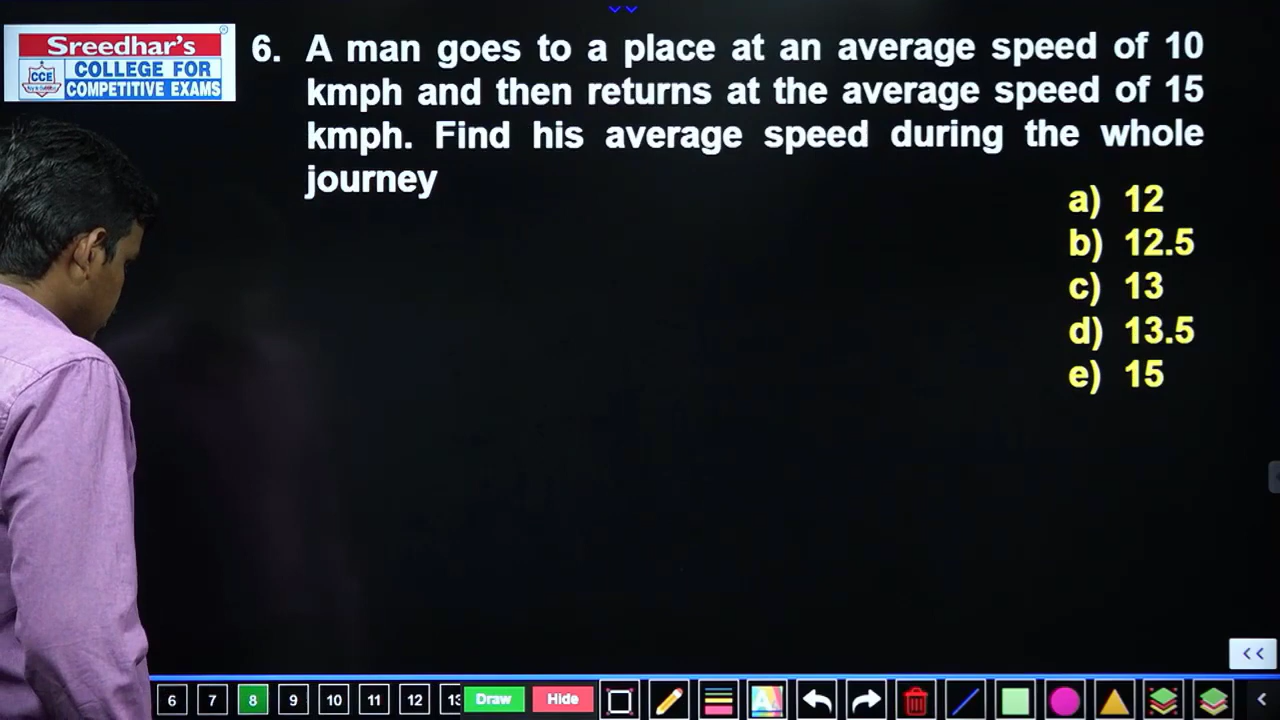 Sreedhar's
CCE
COLLEGE FOR
COMPETITIVE EXAMS
6. A man goes to a place at an average speed of 10
kmph and then returns at the average speed of 15
kmph. Find his average speed during the whole
journey
a) 12
b) 12.5
c) 13
d) 13.5
e) 15
6 7 8 9 10 11 12 13 Draw Hide